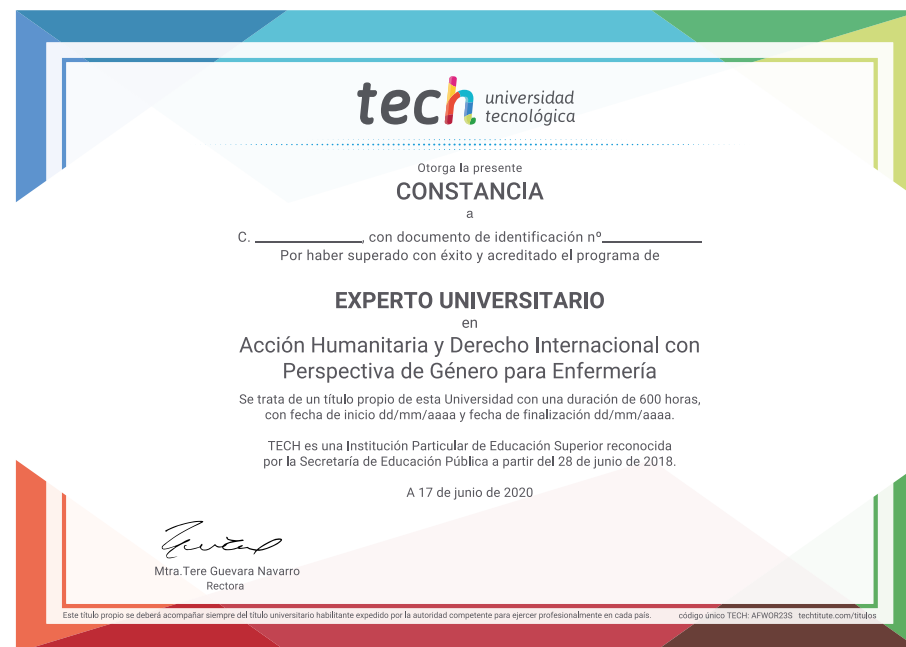 tech universidad
tecnológica
Otorga la presente
CONSTANCIA
a
C. ____________, con documento de identificación nº___________
Por haber superado con éxito y acreditado el programa de
EXPERTO UNIVERSITARIO
en
Acción Humanitaria y Derecho Internacional con
Perspectiva de Género para Enfermería
Se trata de un título propio de esta Universidad con una duración de 600 horas,
con fecha de inicio dd/mm/aaaa y fecha de finalización dd/mm/aaaa.
TECH es una Institución Particular de Educación Superior reconocida
por la Secretaría de Educación Pública a partir del 28 de junio de 2018.
A 17 de junio de 2020
Mtra.Tere Guevara Navarro
Rectora
Este título propio se deberá acompañar siempre del título universitario habilitante expedido por la autoridad competente para ejercer profesionalmente en cada país. código único TECH: AFWOR23S techtitute.com/titulos